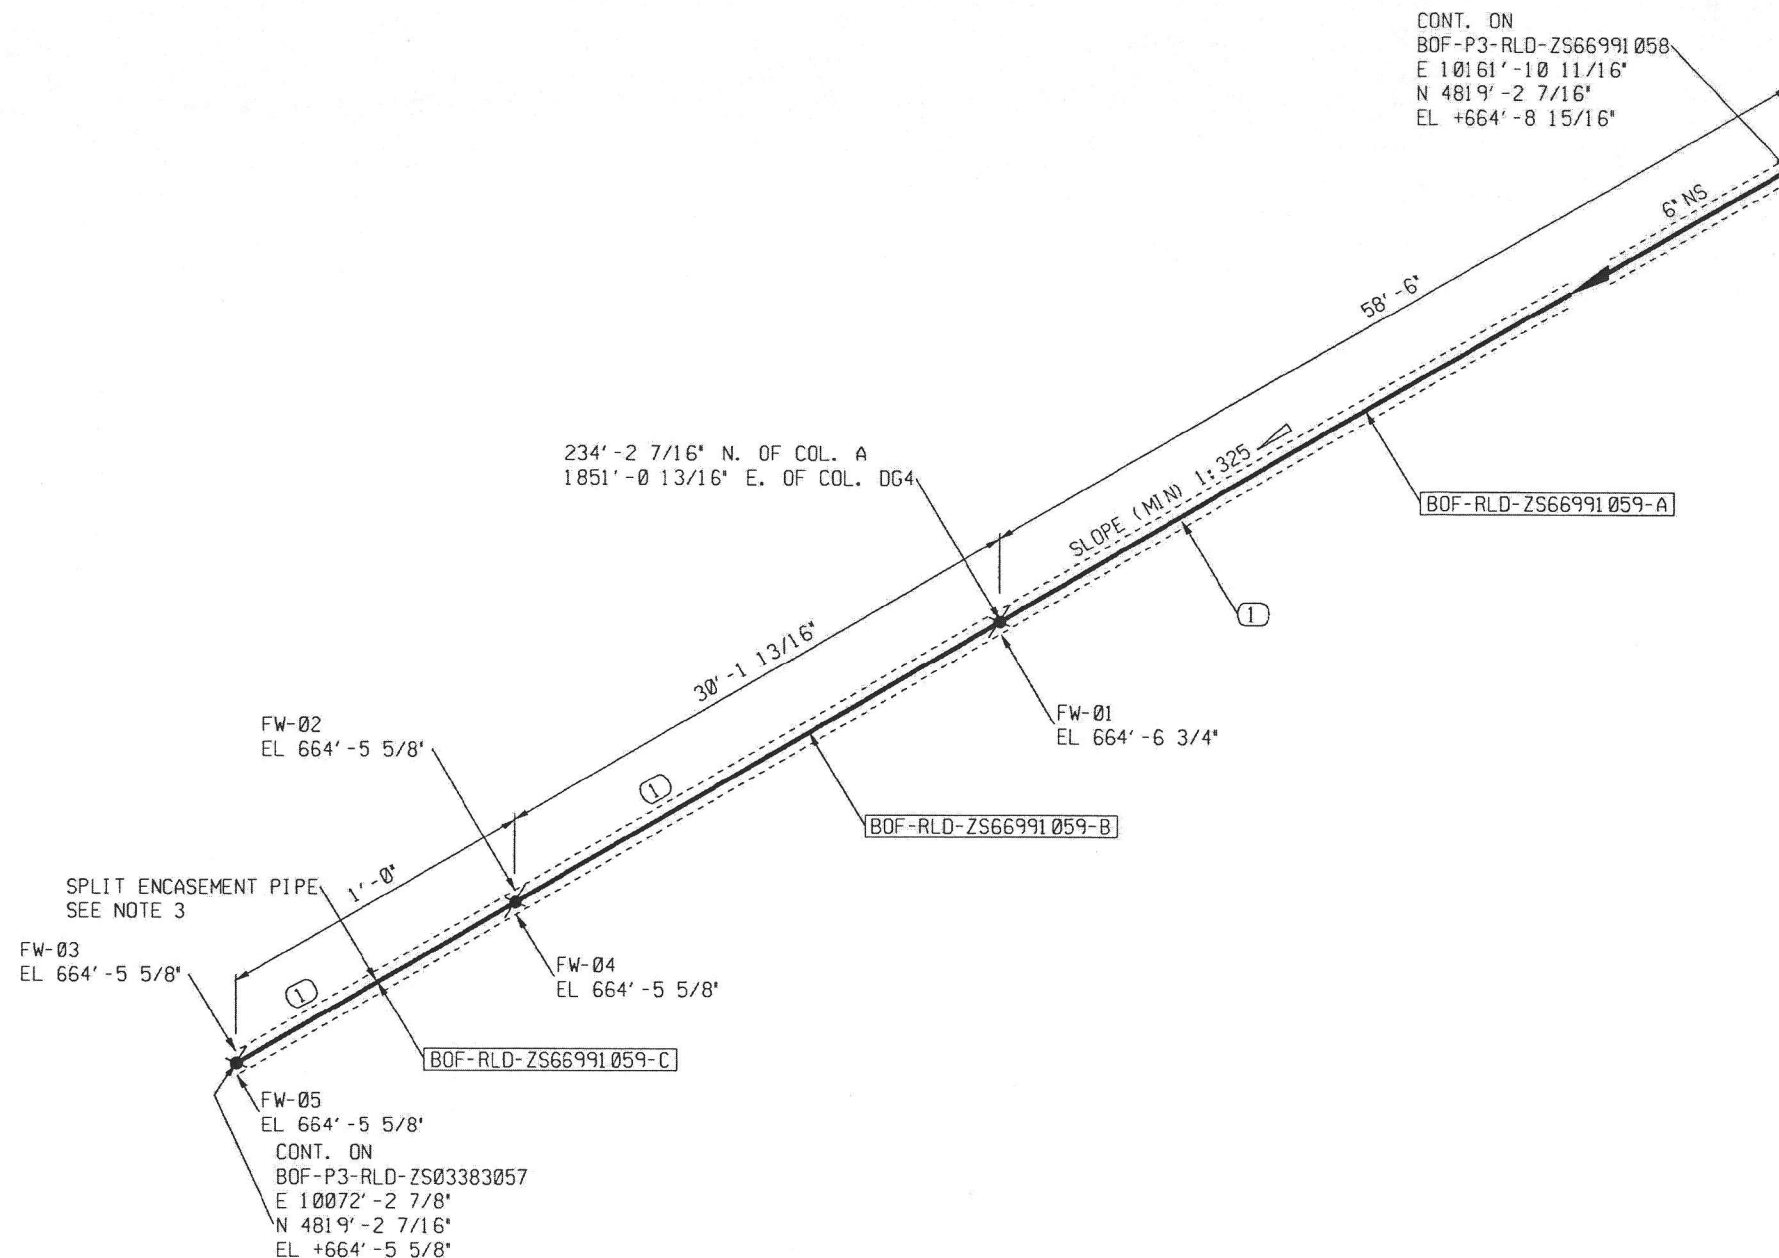 CONT. ON
BOF-P3-RLD-ZS66991058
E 10161'-10 11/16"
N 4819'-2 7/16"
EL +664'-8 15/16"
6" NS
58'-6"
234'-2 7/16" N. OF COL. A
1851'-0 13/16" E. OF COL. DG4
SLOPE (MIN) 1:325
BOF-RLD-ZS66991059-A
1
30'-1 13/16"
FW-01
EL 664'-6 3/4"
FW-02
EL 664'-5 5/8"
1
BOF-RLD-ZS66991059-B
SPLIT ENCASEMENT PIPE
SEE NOTE 3
1'-0"
FW-03
EL 664'-5 5/8"
FW-04
EL 664'-5 5/8"
1
BOF-RLD-ZS66991059-C
FW-05
EL 664'-5 5/8"
CONT. ON
BOF-P3-RLD-ZS03383057
E 10072'-2 7/8"
N 4819'-2 7/16"
EL +664'-5 5/8"